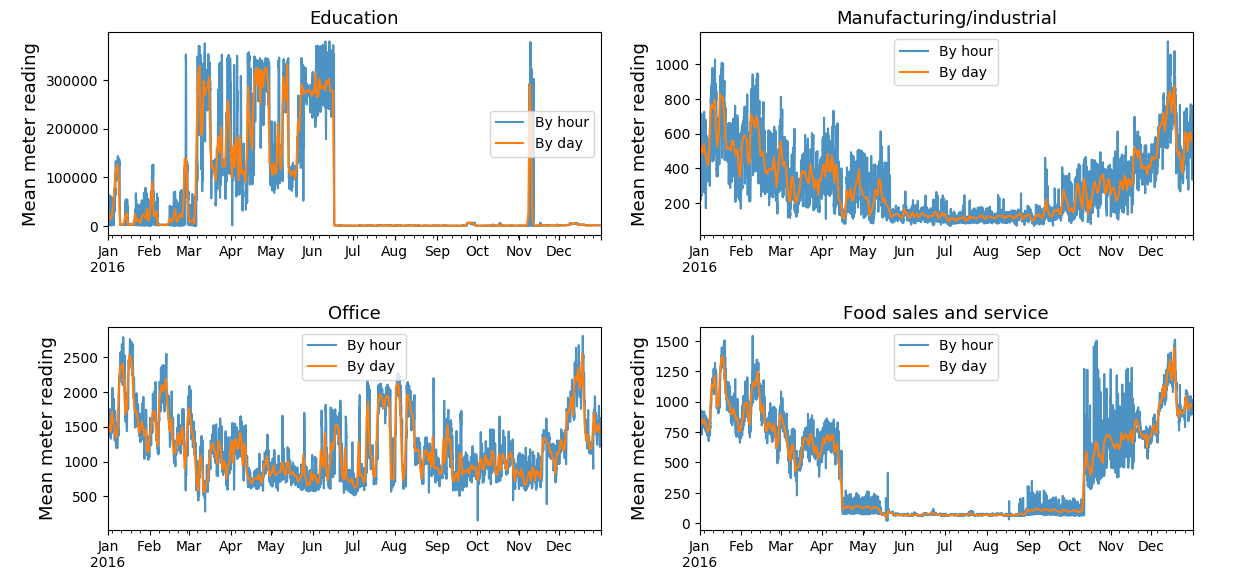 Education
Mean meter reading
300000
200000
100000
0
By hour
By day
Jan Feb Mar Apr May Jun Jul Aug Sep Oct Nov Dec
2016
Manufacturing/industrial
Mean meter reading
1000
800
600
400
200
By hour
By day
Jan Feb Mar Apr May Jun Jul Aug Sep Oct Nov Dec
2016
Office
Mean meter reading
2500
2000
1500
1000
500
By hour
By day
Jan Feb Mar Apr May Jun Jul Aug Sep Oct Nov Dec
2016
Food sales and service
Mean meter reading
1500
1250
1000
750
500
250
0
By hour
By day
Jan Feb Mar Apr May Jun Jul Aug Sep Oct Nov Dec
2016